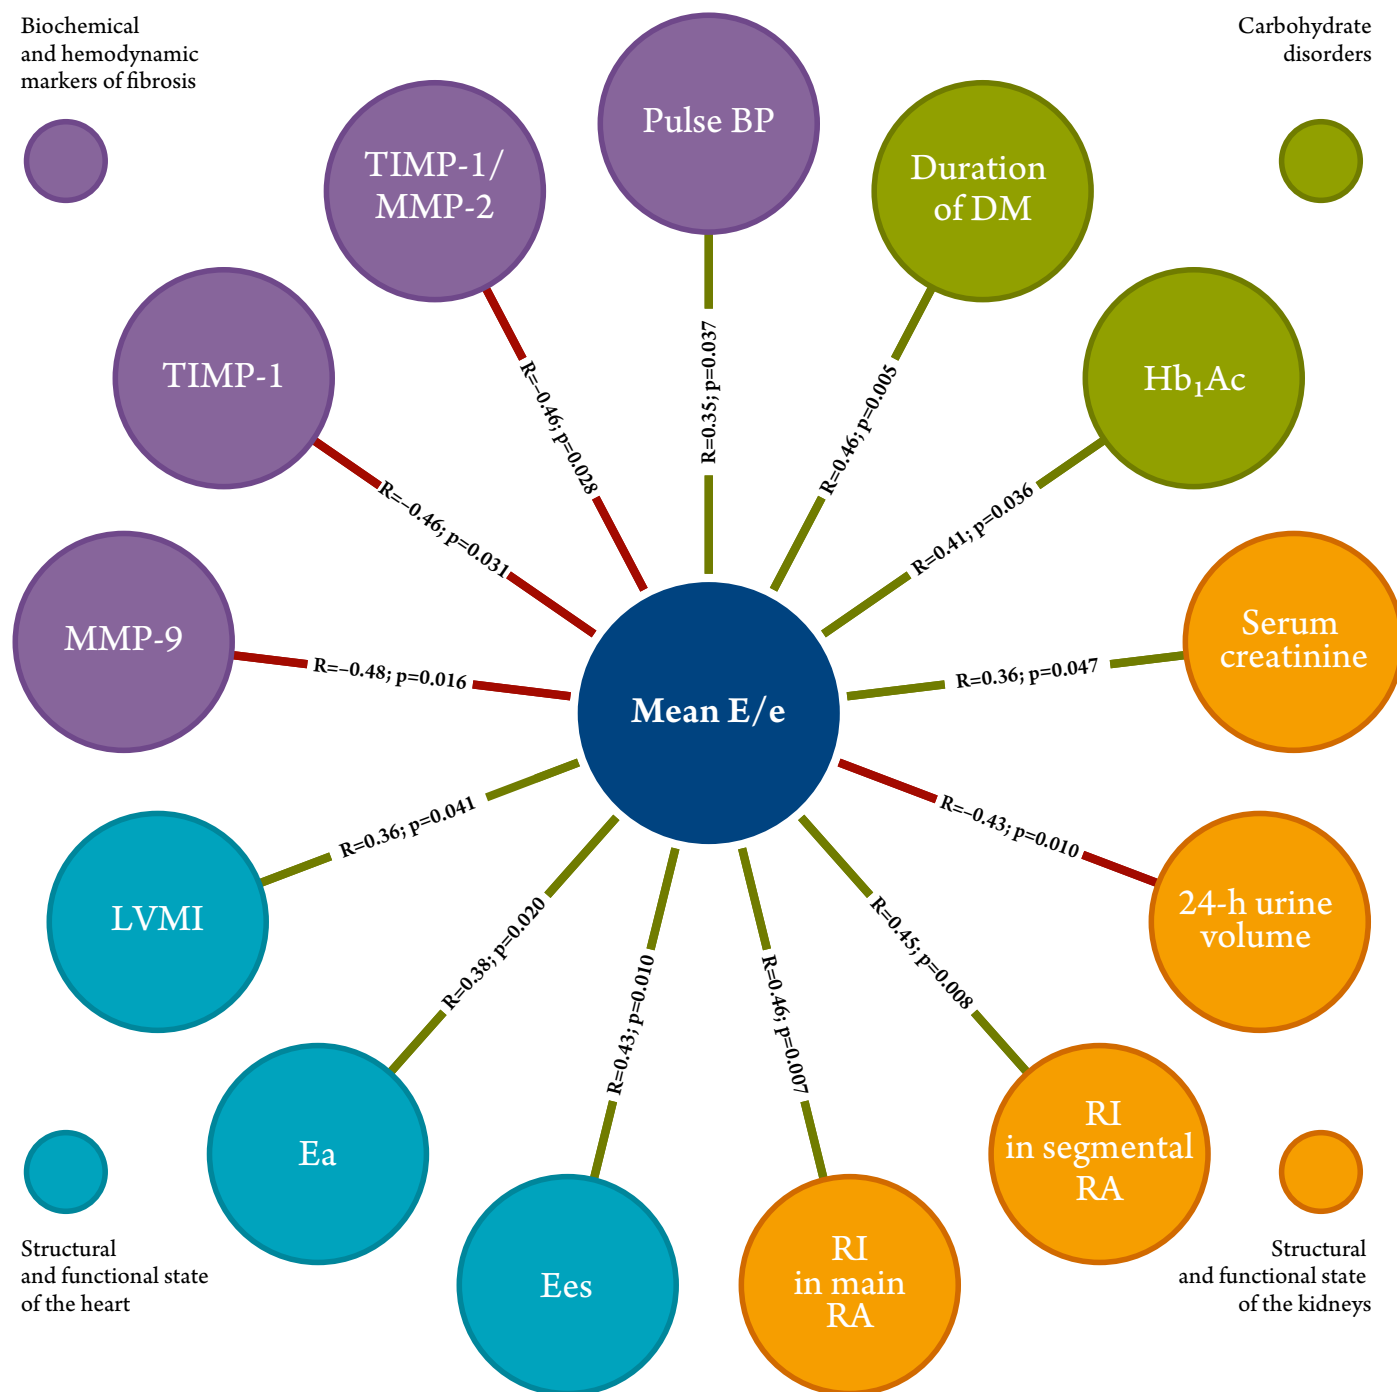 Biochemical
and hemodynamic
markers of fibrosis
Carbohydrate
disorders
Pulse BP
TIMP-1/
MMP-2
Duration
of DM
TIMP-1
Hb₁Ac
MMP-9
Serum
creatinine
Mean E/e
LVMI
24-h urine
volume
Ea
RI
in segmental
RA
Ees
RI
in main
RA
R=0.35; p=0.037
R=–0.46; p=0.028
R=0.46; p=0.005
R=–0.46; p=0.031
R=0.41; p=0.036
R=–0.48; p=0.016
R=0.36; p=0.047
R=0.36; p=0.041
R=–0.43; p=0.010
R=0.38; p=0.020
R=0.43; p=0.010
R=0.46; p=0.007
R=0.45; p=0.008
Structural
and functional state
of the heart
Structural
and functional state
of the kidneys